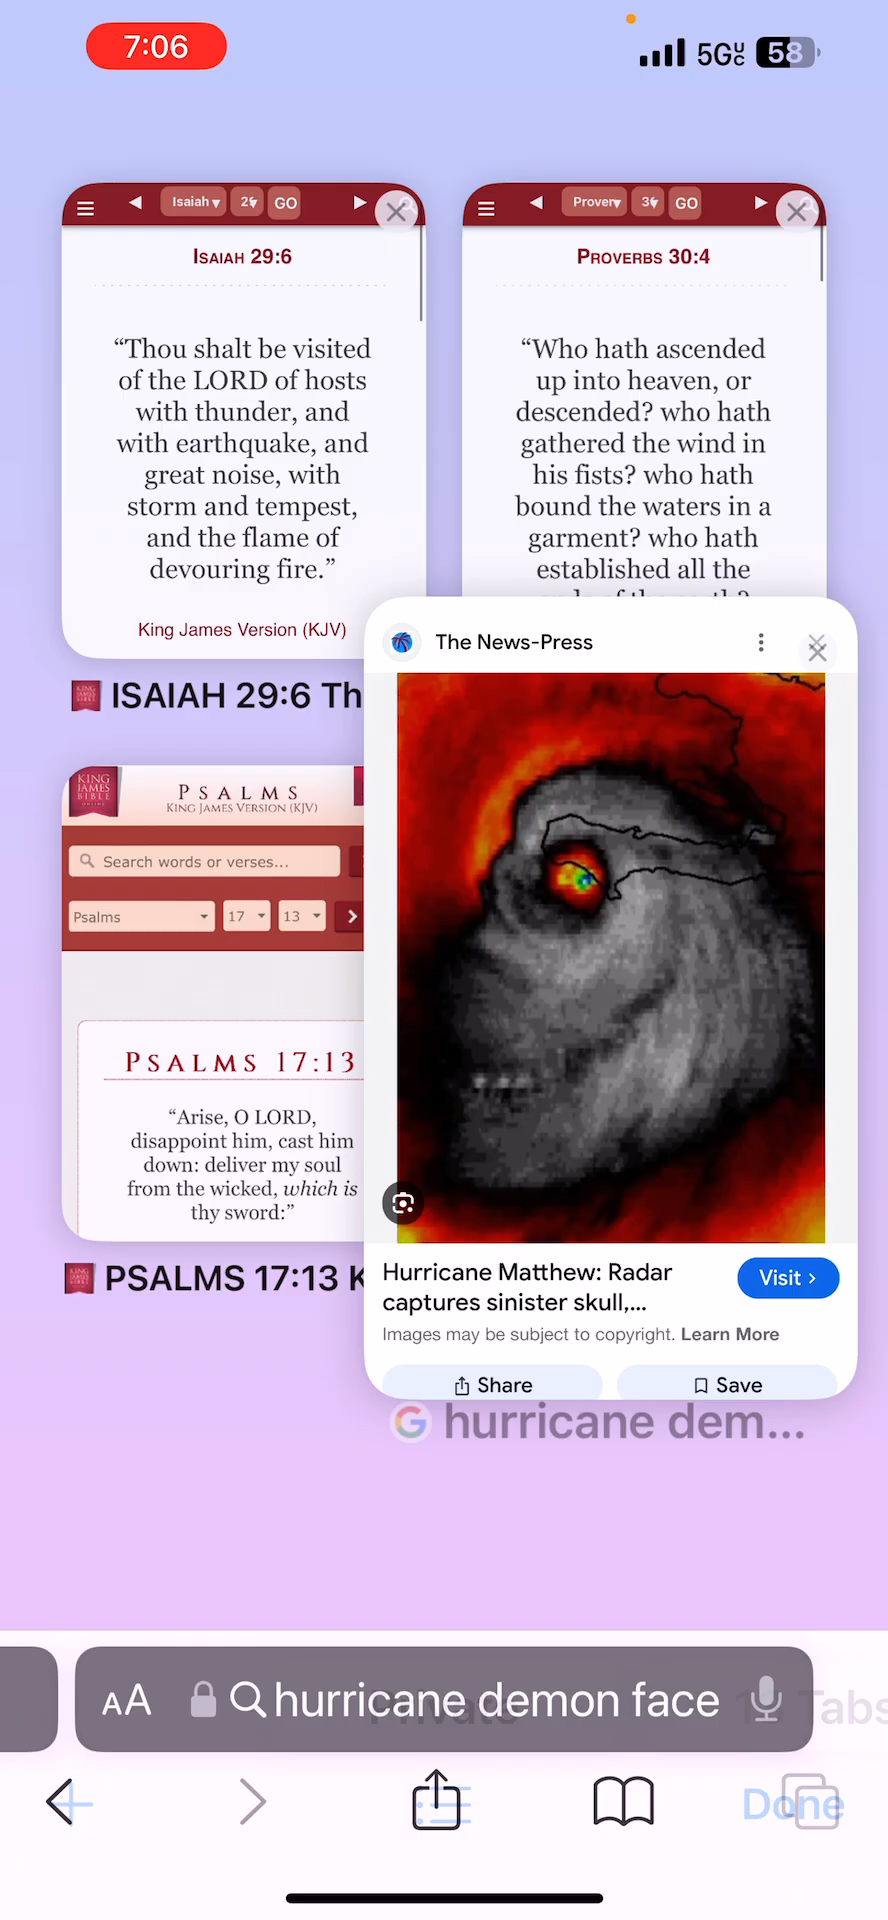 7:06
5G UC
58
Isaiah
GO
ISAIAH 29:6
“Thou shalt be visited
of the LORD of hosts
with thunder, and
with earthquake, and
great noise, with
storm and tempest,
and the flame of
devouring fire.”
King James Version (KJV)
ISAIAH 29:6 Th
GO
PROVERBS 30:4
“Who hath ascended
up into heaven, or
descended? who hath
gathered the wind in
his fists? who hath
bound the waters in a
garment? who hath
established all the
The News-Press
Hurricane Matthew: Radar
captures sinister skull,...
Visit
Images may be subject to copyright. Learn More
Share
Save
hurricane dem...
KING
JAMES
BIBLE
ONLINE
PSALMS
KING JAMES VERSION (KJV)
Search words or verses...
Psalms
17
13
PSALMS 17:13
“Arise, O LORD,
disappoint him, cast him
down: deliver my soul
from the wicked, which is
thy sword:”
PSALMS 17:13 K
AA
hurricane demon face
Private
Tabs
Done